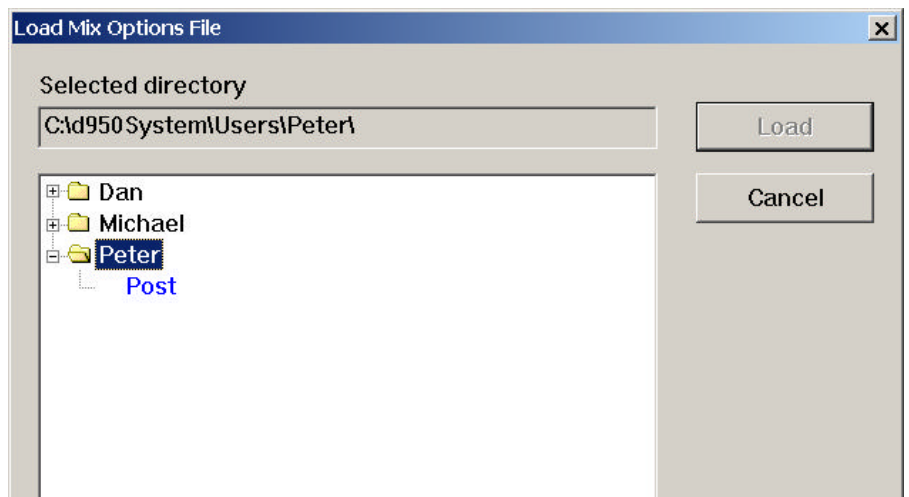 Load Mix Options File
Selected directory
C:\d950System\Users\Peter\
Load
Dan
Cancel
Michael
Peter
Post